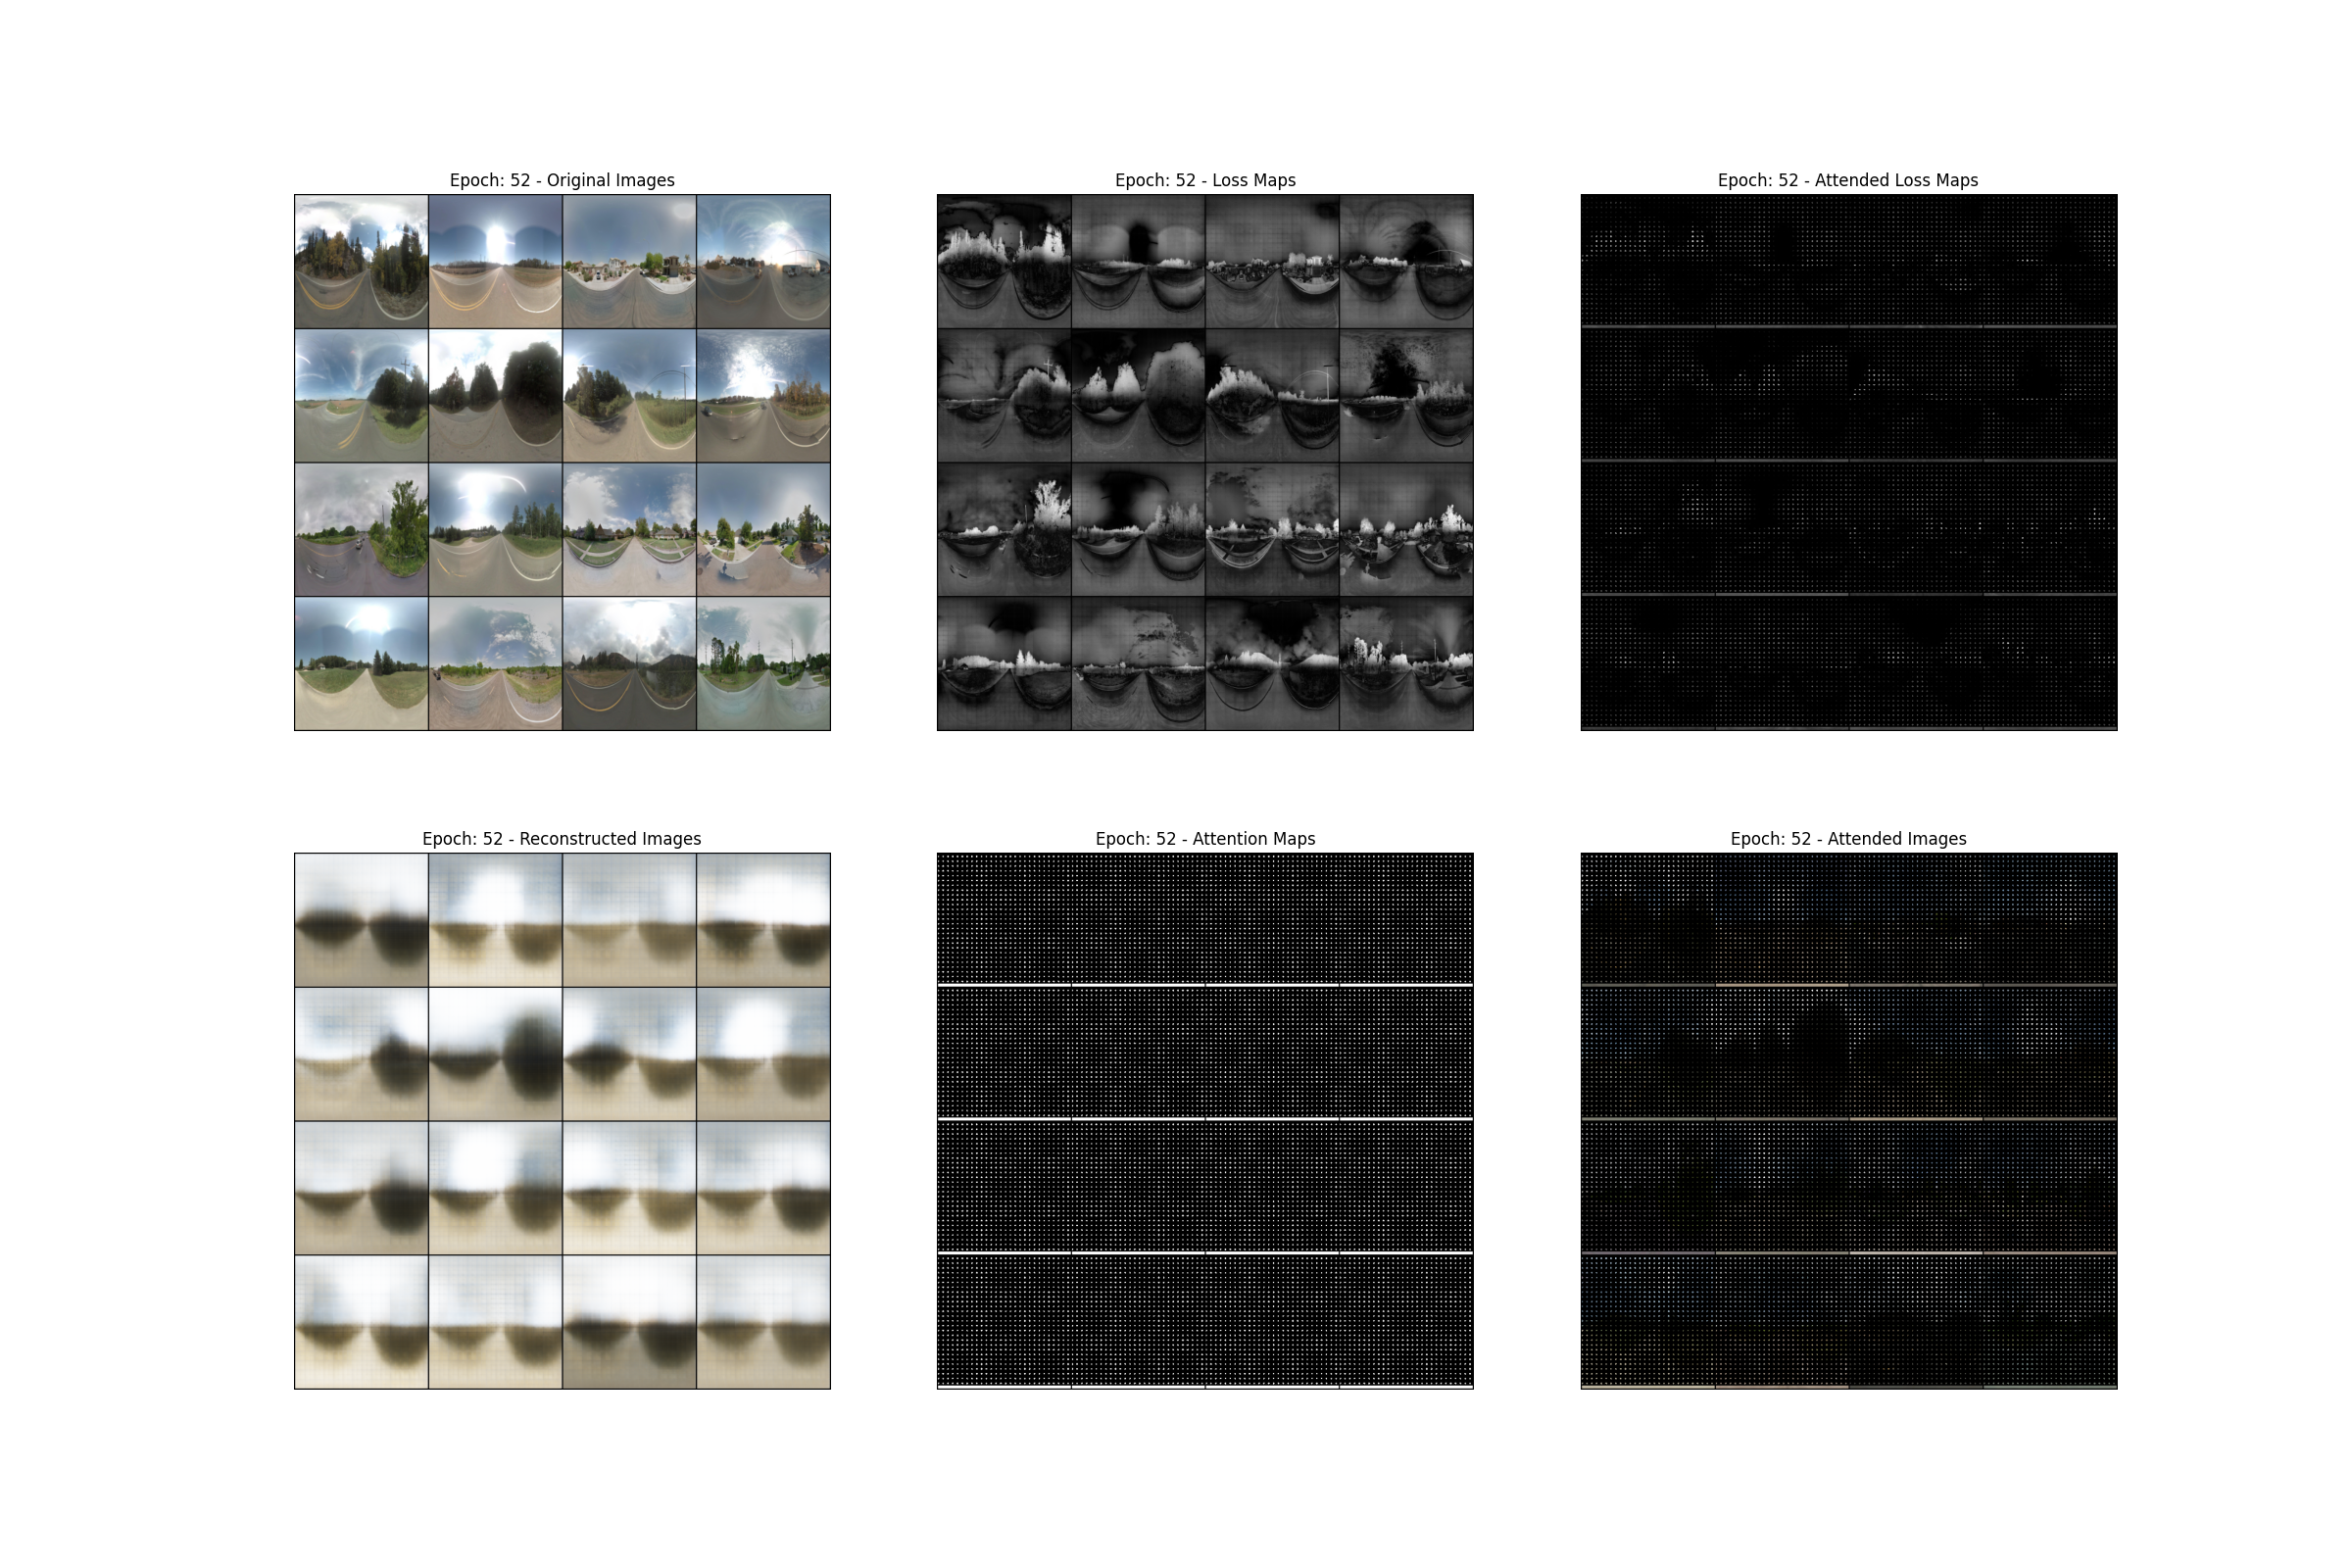 Epoch: 52 - Original Images
Epoch: 52 - Loss Maps
Epoch: 52 - Attended Loss Maps
Epoch: 52 - Reconstructed Images
Epoch: 52 - Attention Maps
Epoch: 52 - Attended Images